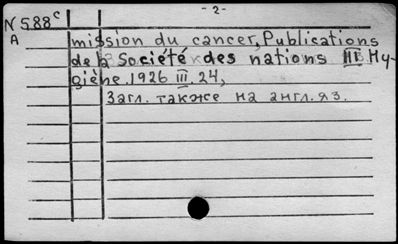 - 2 -
N 588 c
A
mission du cancer, Publications
de la Société des nations III Hy-
giène 1926 III 24,
Загл. также на англ. яз.